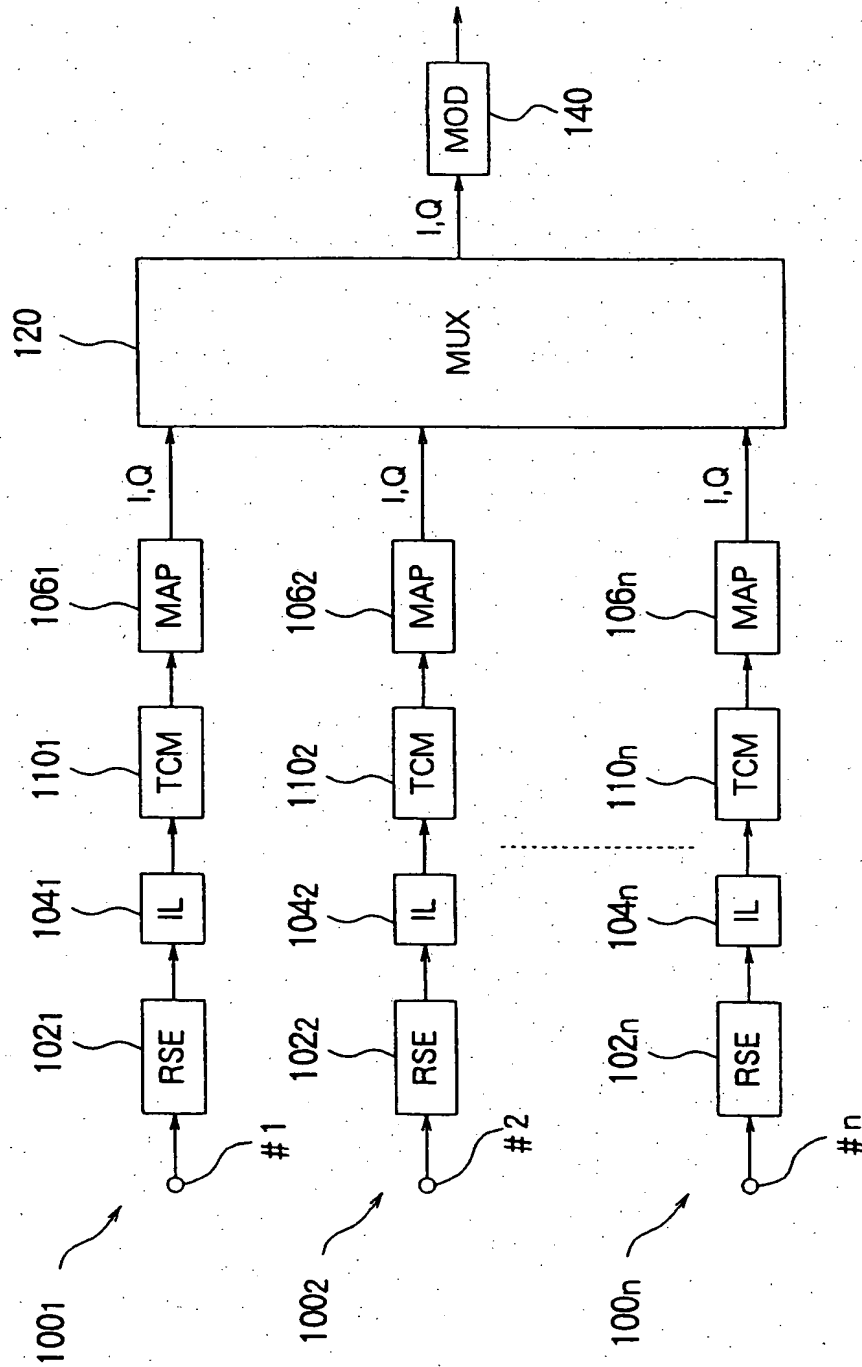 120
140
106₁
110₁
104₁
102₁
100₁
#1
RSE
IL
TCM
MAP
I,Q
MUX
I,Q
MOD
106₂
110₂
104₂
102₂
100₂
#2
RSE
IL
TCM
MAP
I,Q
106n
110n
104n
102n
100n
#n
RSE
IL
TCM
MAP
I,Q